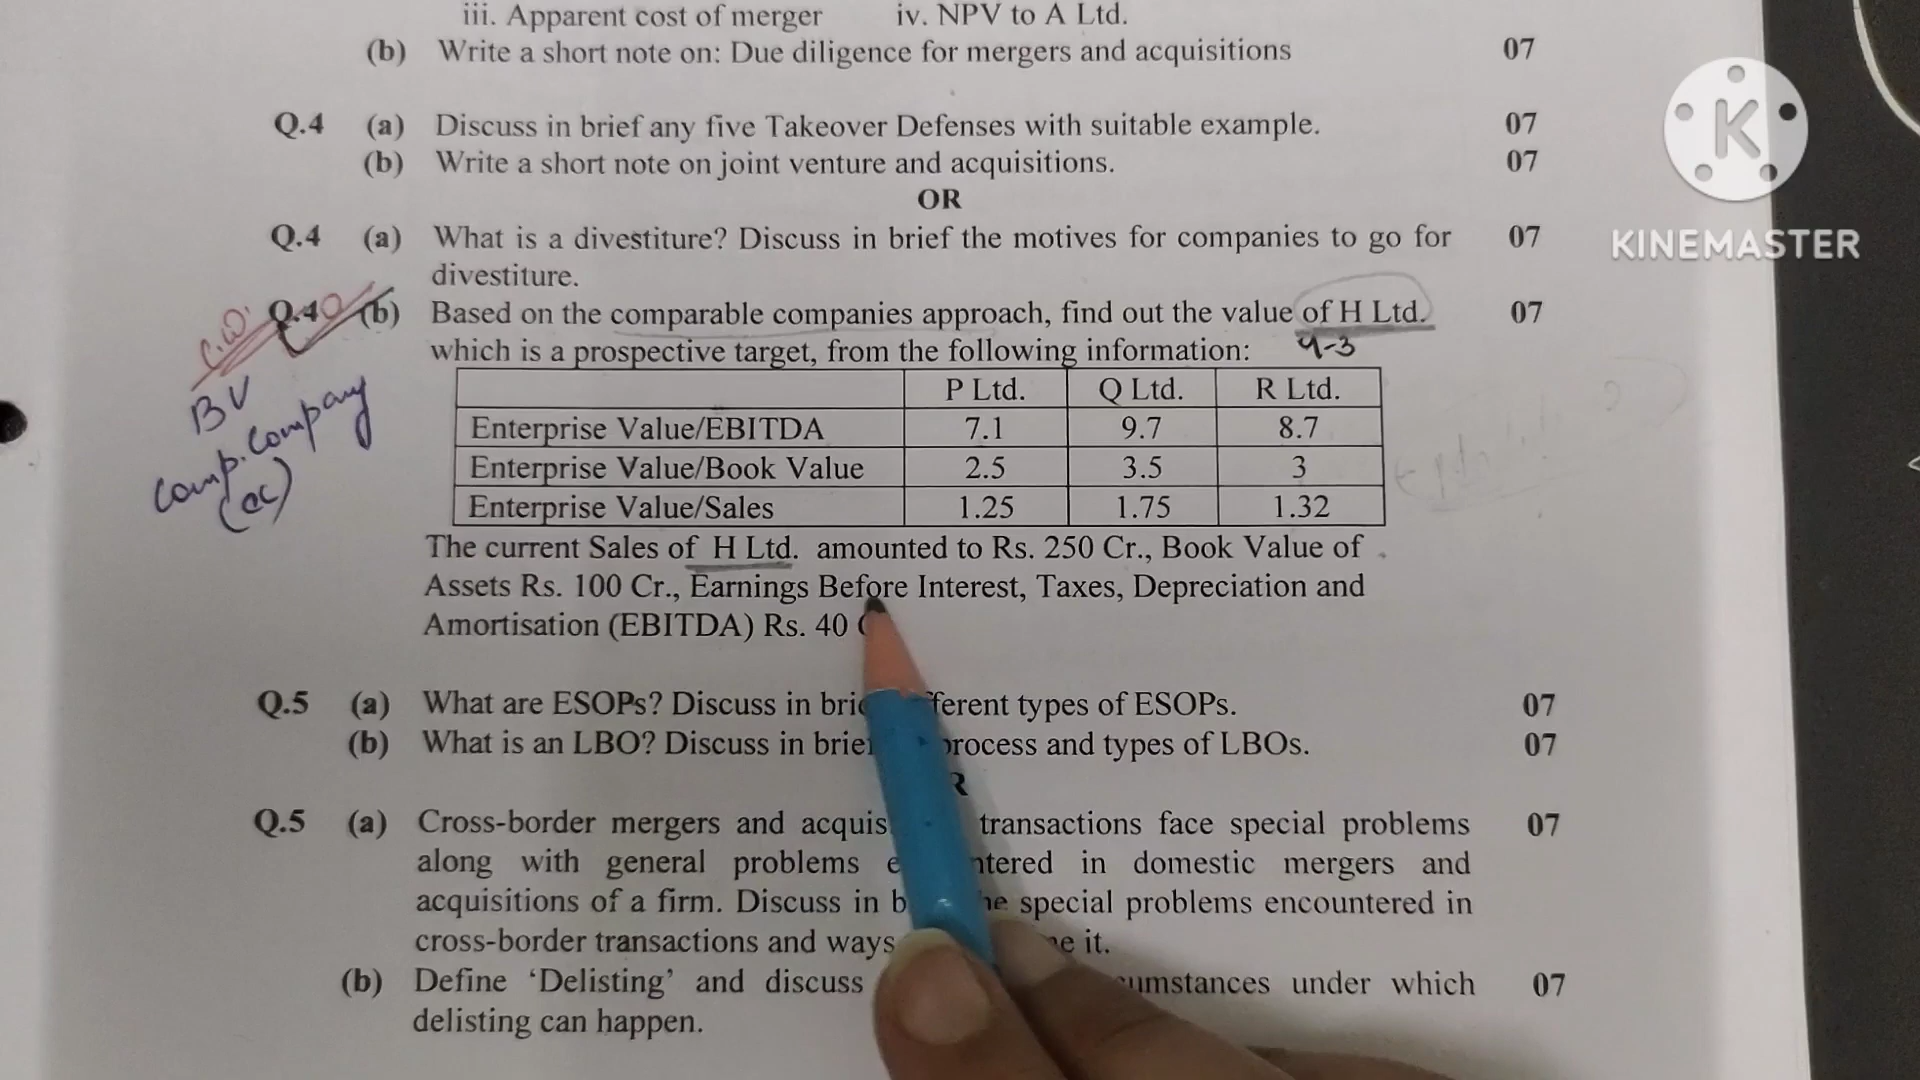 iii. Apparent cost of merger iv. NPV to A Ltd.
(b) Write a short note on: Due diligence for mergers and acquisitions 07
Q.4 (a) Discuss in brief any five Takeover Defenses with suitable example. 07
(b) Write a short note on joint venture and acquisitions. 07
OR
Q.4 (a) What is a divestiture? Discuss in brief the motives for companies to go for 07
divestiture.
(b) Based on the comparable companies approach, find out the value of H Ltd. 07
which is a prospective target, from the following information: 4-3
BV
comp. company
P Ltd. Q Ltd. R Ltd.
Enterprise Value/EBITDA 7.1 9.7 8.7
Enterprise Value/Book Value 2.5 3.5 3
Enterprise Value/Sales 1.25 1.75 1.32
The current Sales of H Ltd. amounted to Rs. 250 Cr., Book Value of
Assets Rs. 100 Cr., Earnings Before Interest, Taxes, Depreciation and
Amortisation (EBITDA) Rs. 40
Q.5 (a) What are ESOPs? Discuss in types of ESOPs. 07
(b) What is an LBO? Discuss in process and types of LBOs. 07
Q.5 (a) Cross-border mergers and transactions face special problems 07
along with general problems in domestic mergers and
acquisitions of a firm. Discuss in special problems encountered in
cross-border transactions and ways it.
(b) Define ‘Delisting’ and discuss under which 07
delisting can happen.
K
KINEMASTER